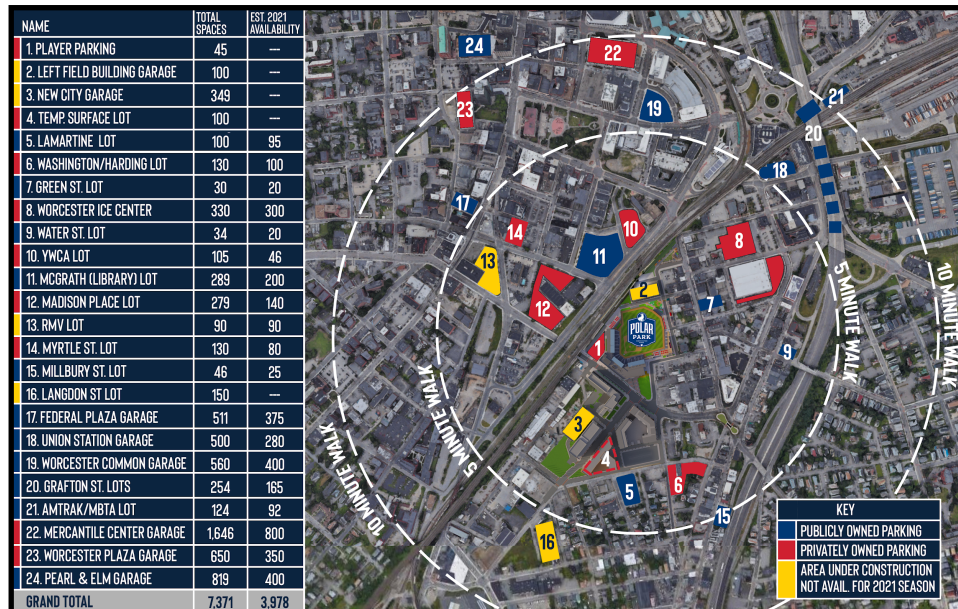 NAME TOTAL SPACES EST. 2021 AVAILABILITY
1. PLAYER PARKING 45 ---
2. LEFT FIELD BUILDING GARAGE 100 ---
3. NEW CITY GARAGE 349 ---
4. TEMP. SURFACE LOT 100 ---
5. LAMARTINE LOT 100 95
6. WASHINGTON/HARDING LOT 130 100
7. GREEN ST. LOT 30 20
8. WORCESTER ICE CENTER 330 300
9. WATER ST. LOT 34 20
10. YWCA LOT 105 46
11. MCGRATH (LIBRARY) LOT 289 200
12. MADISON PLACE LOT 279 140
13. RMV LOT 90 90
14. MYRTLE ST. LOT 130 80
15. MILLBURY ST. LOT 46 25
16. LANGDON ST LOT 150 ---
17. FEDERAL PLAZA GARAGE 511 375
18. UNION STATION GARAGE 500 280
19. WORCESTER COMMON GARAGE 560 400
20. GRAFTON ST. LOTS 254 165
21. AMTRAK/MBTA LOT 124 92
22. MERCANTILE CENTER GARAGE 1,646 800
23. WORCESTER PLAZA GARAGE 650 350
24. PEARL & ELM GARAGE 819 400
GRAND TOTAL 7,371 3,978
24
22
21
23
19
20
18
17
14
10
8
11
13
12
2
7
POLAR
PARK
1
9
3
4
5
6
15
16
5 MINUTE WALK
10 MINUTE WALK
5 MINUTE WALK
10 MINUTE WALK
KEY
PUBLICLY OWNED PARKING
PRIVATELY OWNED PARKING
AREA UNDER CONSTRUCTION
NOT AVAIL. FOR 2021 SEASON